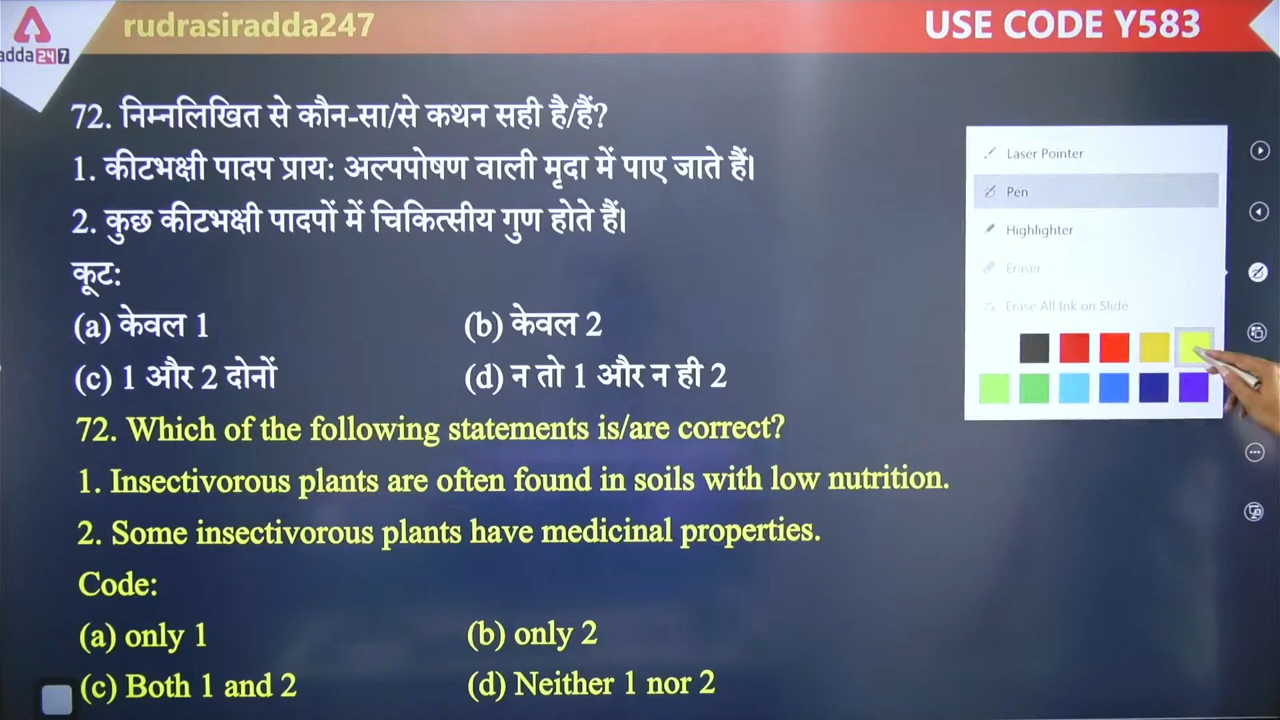 rudrasiradda247
USE CODE Y583
adda247
72. निम्नलिखित से कौन-सा/से कथन सही है/हैं?
1. कीटभक्षी पादप प्राय: अल्पपोषण वाली मृदा में पाए जाते हैं।
2. कुछ कीटभक्षी पादपों में चिकित्सीय गुण होते हैं।
कूट:
(a) केवल 1 (b) केवल 2
(c) 1 और 2 दोनों (d) न तो 1 और न ही 2
72. Which of the following statements is/are correct?
1. Insectivorous plants are often found in soils with low nutrition.
2. Some insectivorous plants have medicinal properties.
Code:
(a) only 1 (b) only 2
(c) Both 1 and 2 (d) Neither 1 nor 2
Laser Pointer
Pen
Highlighter
Eraser
Erase All Ink on Slide